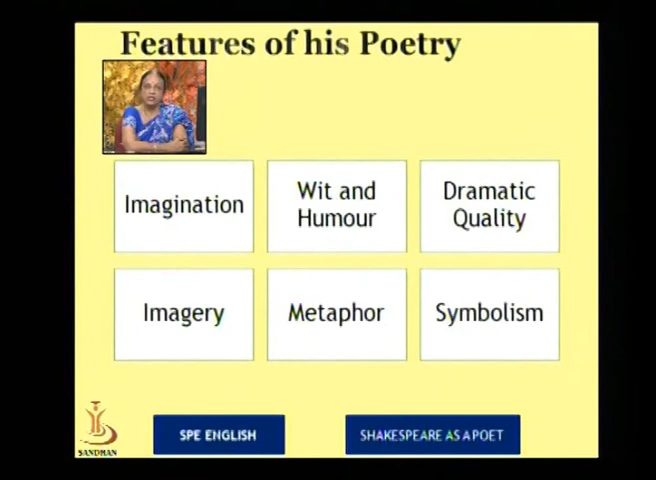 Features of his Poetry
Imagination
Wit and
Humour
Dramatic
Quality
Imagery
Metaphor
Symbolism
SANDMAN
SPE ENGLISH
SHAKESPEARE AS A POET